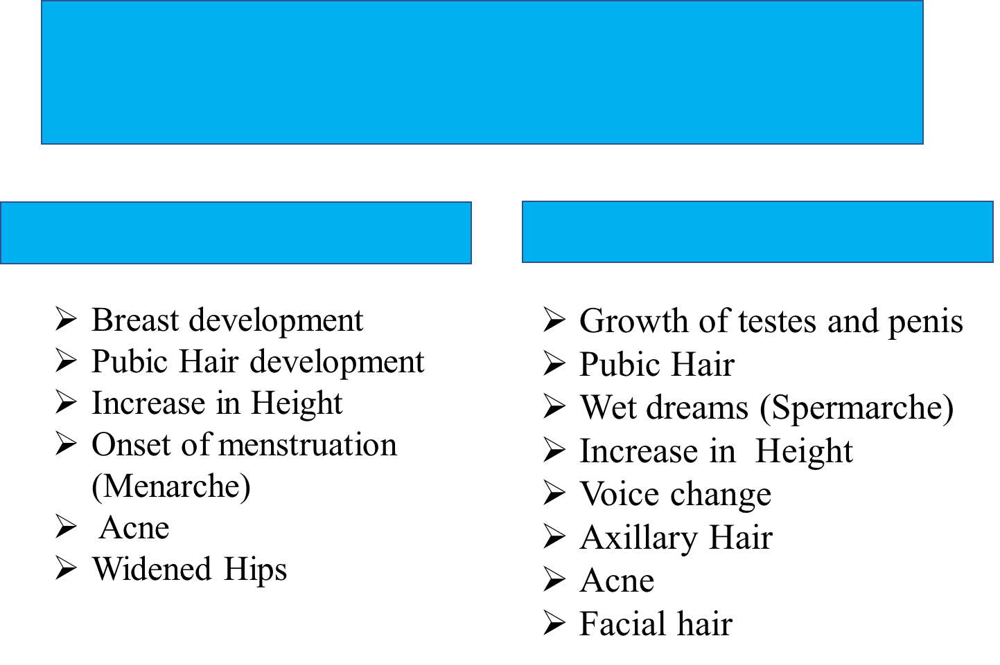 Breast development
Pubic Hair development
Increase in Height
Onset of menstruation
(Menarche)
Acne
Widened Hips
Growth of testes and penis
Pubic Hair
Wet dreams (Spermarche)
Increase in  Height
Voice change
Axillary Hair
Acne
Facial hair